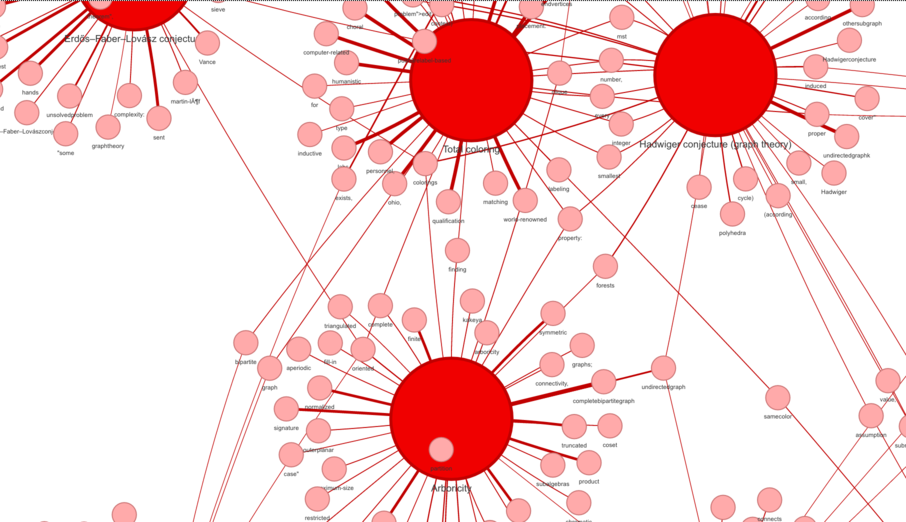 sieve
choral
computer-related
humanistic
for
type
inductive
exists,
personnel
ohio,
colorings
qualification
matching
world-renowned
labeling
property:
finding
forests
mst
number,
integer
smallest
Total coloring
Erdős–Faber–Lovász conjectu
Vance
hands
unsolvedproblem
complexity:
martin-lÃ¶f
–Faber–Lovászconj
"some
graphtheory
sent
according
othersubgraph
Hadwigerconjecture
induced
cover"
proper
undirectedgraphk
Hadwiger conjecture (graph theory)
small,
Hadwiger
cease
cycle)
(according
polyhedra
triangulated
complete
finite
kakeya
arboricity
symmetric
graphs;
bipartite
graph
aperiodic
fill-in
oriented
connectivity,
completebipartitegraph
undirectedgraph
normalized
signature
outerplanar
case"
restricted
truncated
coset
subalgebras
product
Arboricity
samecolor
value.
assumption
connects